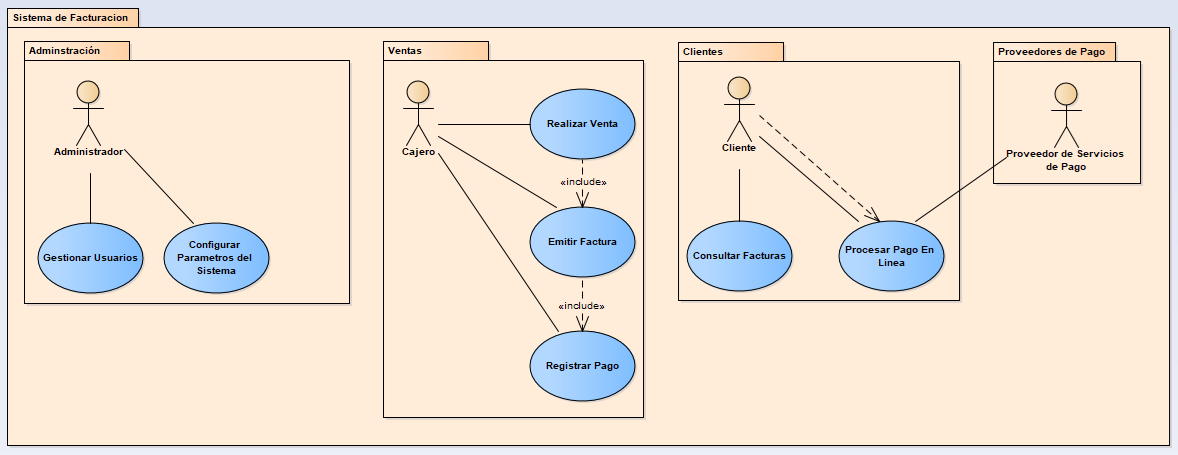 Sistema de Facturacion
Adminstración
Administrador
Gestionar Usuarios
Configurar
Parametros del
Sistema
Ventas
Cajero
Realizar Venta
«include»
Emitir Factura
«include»
Registrar Pago
Clientes
Cliente
Consultar Facturas
Procesar Pago En
Linea
Proveedores de Pago
Proveedor de Servicios
de Pago